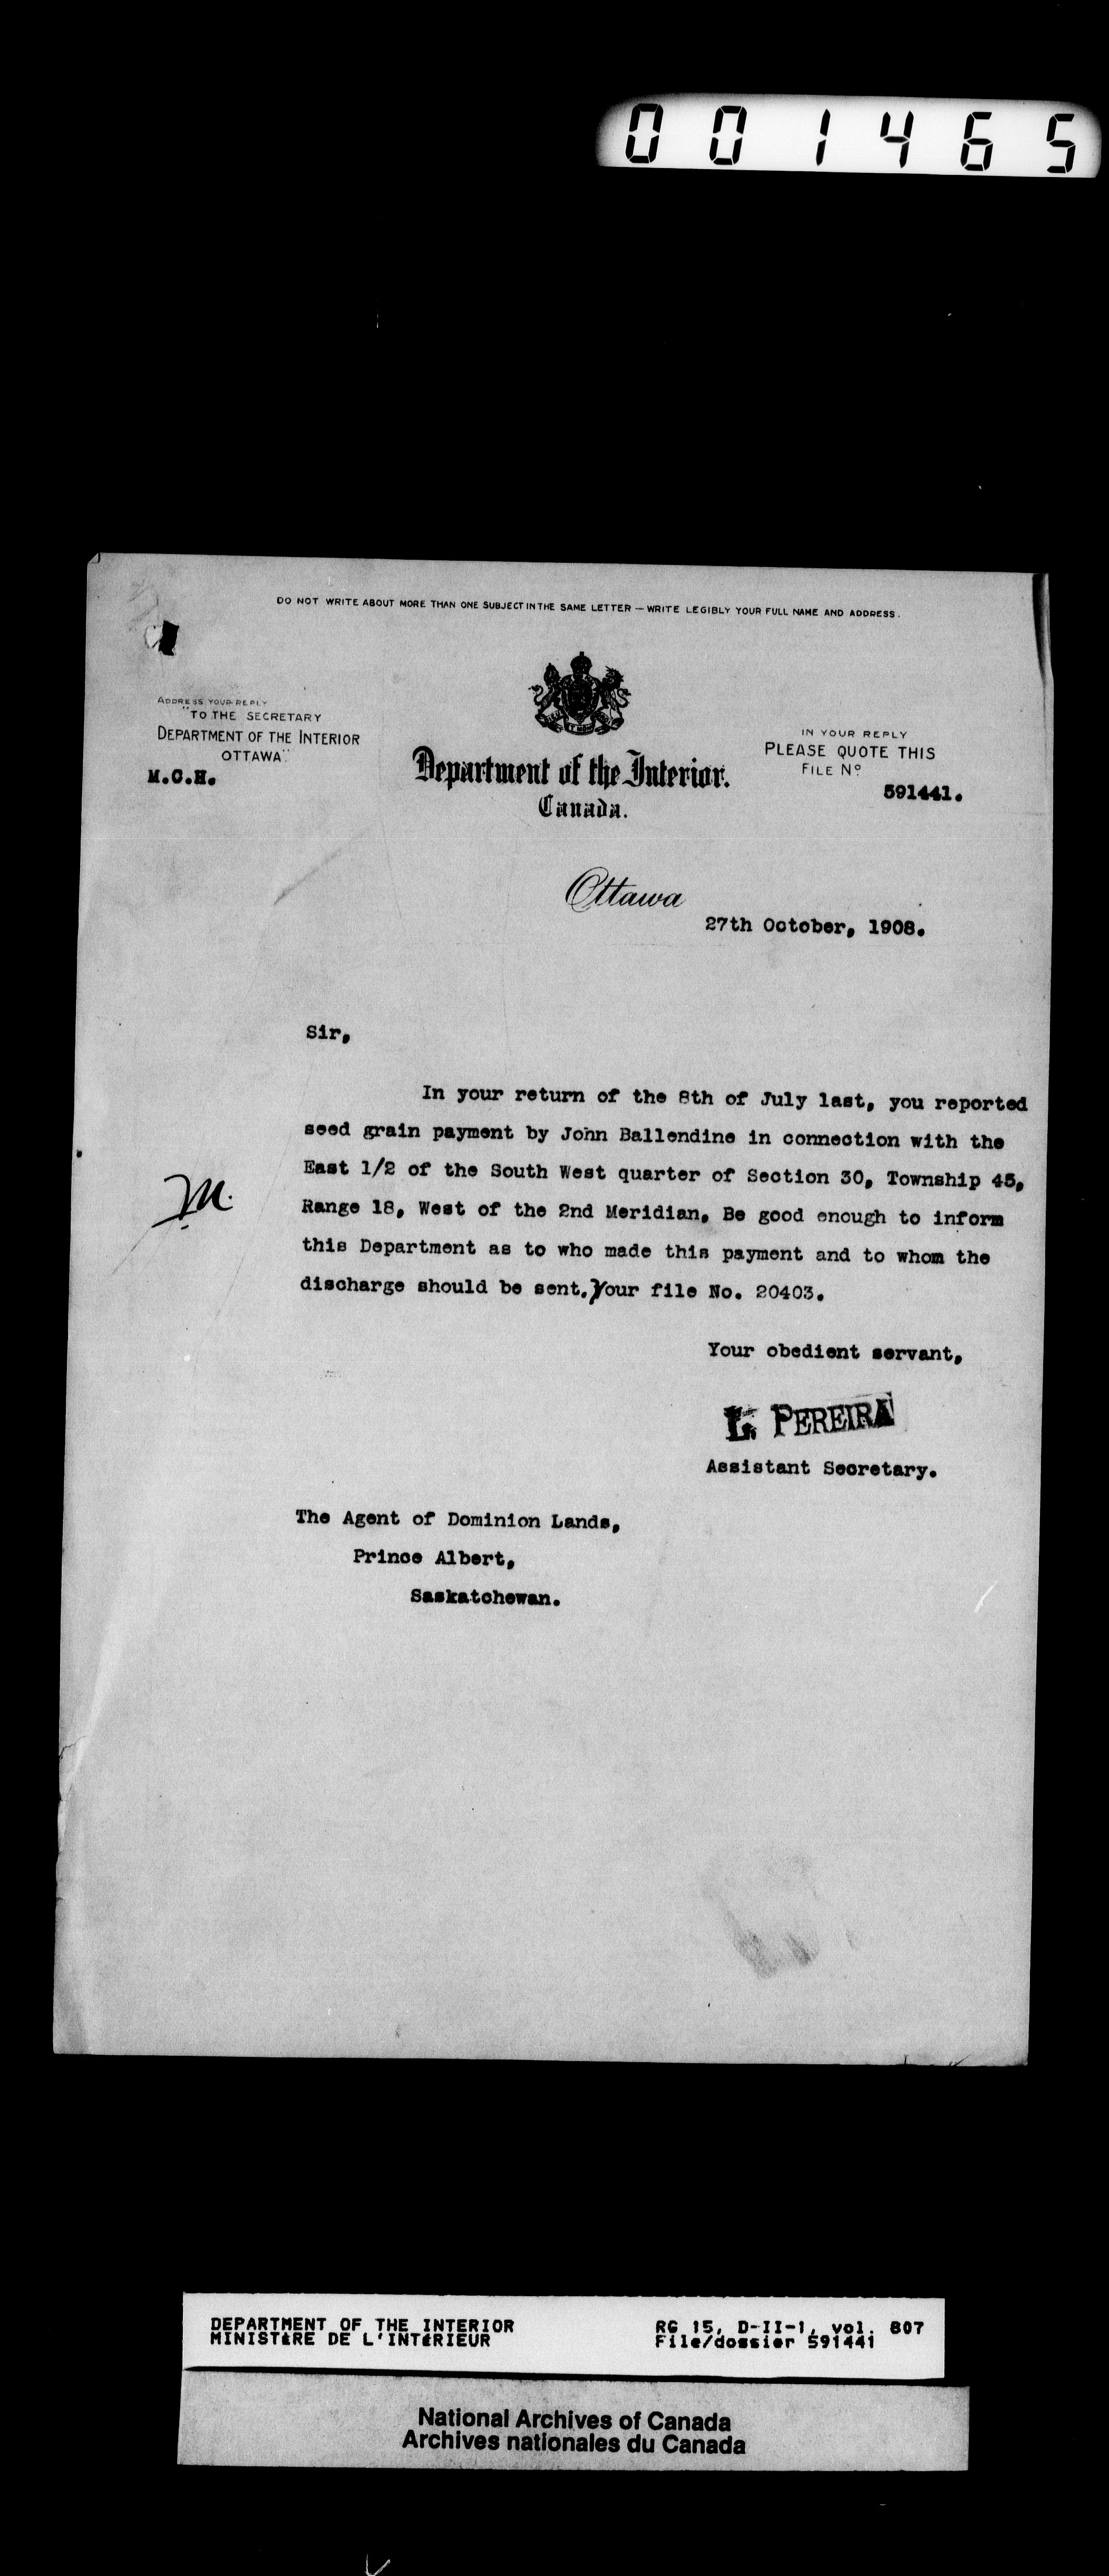 001465
DO NOT WRITE ABOUT MORE THAN ONE SUBJECT IN THE SAME LETTER — WRITE LEGIBLY YOUR FULL NAME AND ADDRESS.
ADDRESS YOUR REPLY
"TO THE SECRETARY
DEPARTMENT OF THE INTERIOR
OTTAWA"
M.C.H.
Department of the Interior.
Canada.
IN YOUR REPLY
PLEASE QUOTE THIS
FILE No
591441.
Ottawa
27th October, 1908.
Sir,
In your return of the 8th of July last, you reported
seed grain payment by John Ballendine in connection with the
East 1/2 of the South West quarter of Section 30, Township 45,
Range 18, West of the 2nd Meridian. Be good enough to inform
this Department as to who made this payment and to whom the
discharge should be sent. Your file No. 20403.
M.
Your obedient servant,
L. PEREIRA
Assistant Secretary.
The Agent of Dominion Lands,
Prince Albert,
Saskatchewan.
DEPARTMENT OF THE INTERIOR
MINISTÈRE DE L'INTÉRIEUR
RG 15, D-II-1, vol. 807
File/dossier 591441
National Archives of Canada
Archives nationales du Canada